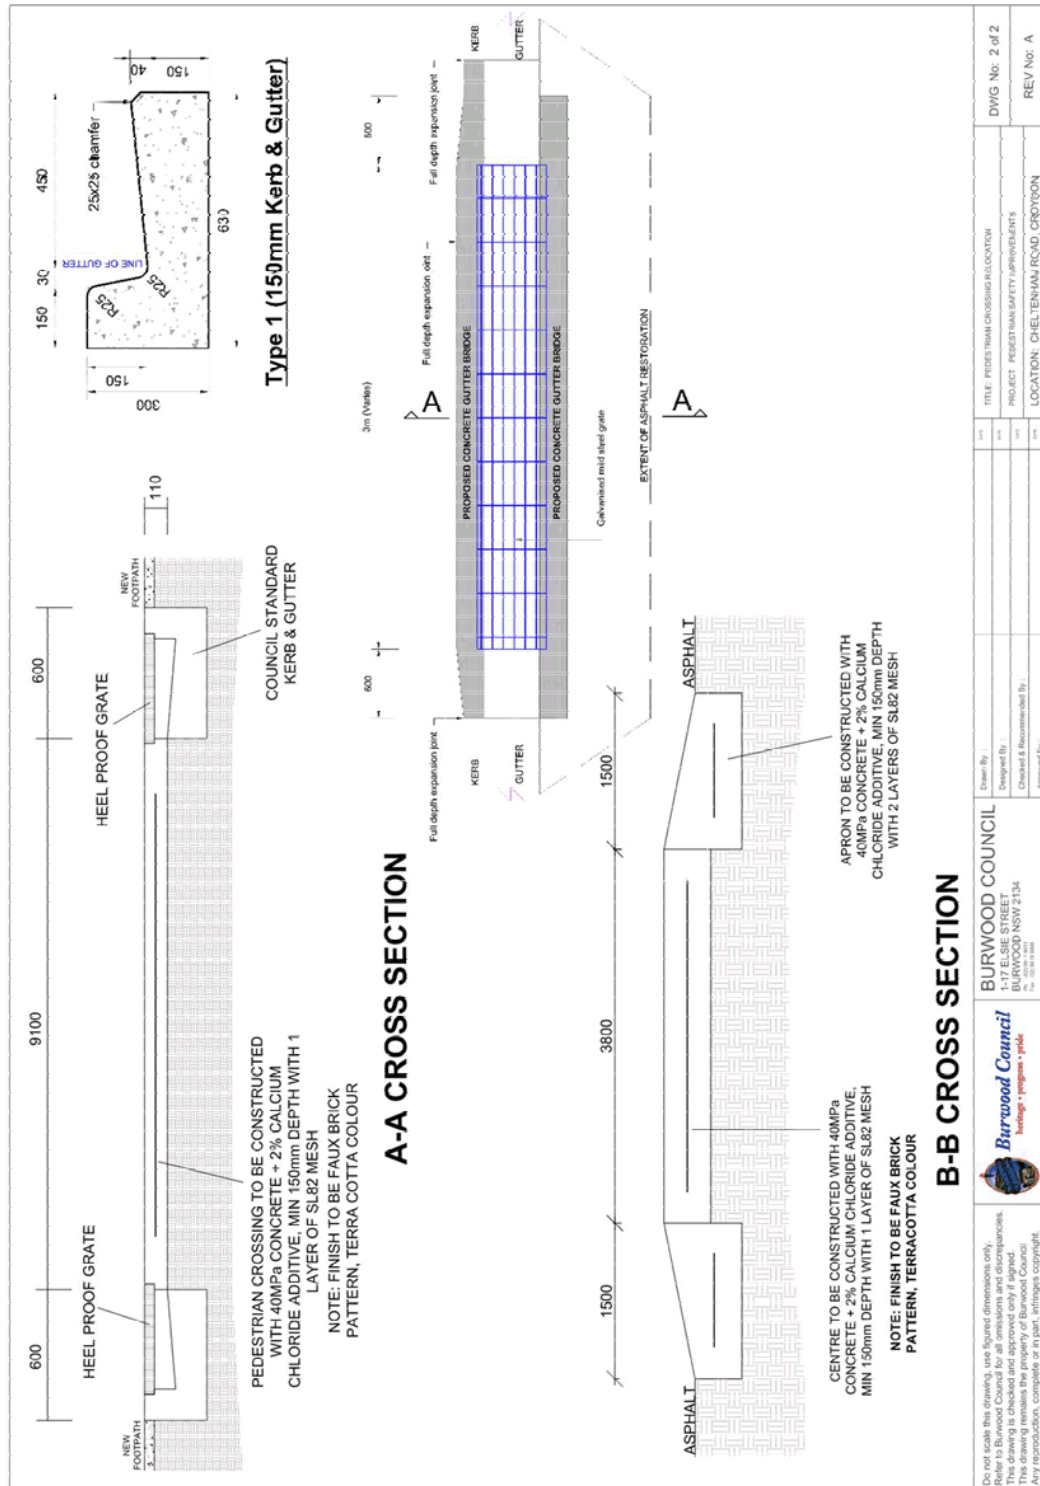 600
9100
600
HEEL PROOF GRATE
HEEL PROOF GRATE
NEW
FOOTPATH
NEW
FOOTPATH
110
PEDESTRIAN CROSSING TO BE CONSTRUCTED
WITH 40MPa CONCRETE + 2% CALCIUM
CHLORIDE ADDITIVE, MIN 150mm DEPTH WITH 1
LAYER OF SL82 MESH
NOTE: FINISH TO BE FAUX BRICK
PATTERN, TERRA COTTA COLOUR
COUNCIL STANDARD
KERB & GUTTER
A-A CROSS SECTION
150
30
450
25x25 chamfer
LINE OF GUTTER
R25
R25
40
150
150
300
630
Type 1 (150mm Kerb & Gutter)
600
3m (Varies)
Full depth expansion joint
Full depth expansion joint
Full depth expansion joint
KERB
GUTTER
KERB
GUTTER
A
A
PROPOSED CONCRETE GUTTER BRIDGE
PROPOSED CONCRETE GUTTER BRIDGE
Galvanised mild steel grate
EXTENT OF ASPHALT RESTORATION
1500
3800
1500
ASPHALT
ASPHALT
CENTRE TO BE CONSTRUCTED WITH 40MPa
CONCRETE + 2% CALCIUM CHLORIDE ADDITIVE,
MIN 150mm DEPTH WITH 1 LAYER OF SL82 MESH
NOTE: FINISH TO BE FAUX BRICK
PATTERN, TERRACOTTA COLOUR
APRON TO BE CONSTRUCTED WITH
40MPa CONCRETE + 2% CALCIUM
CHLORIDE ADDITIVE, MIN 150mm DEPTH
WITH 2 LAYERS OF SL82 MESH
B-B CROSS SECTION
Do not scale this drawing, use figured dimensions only.
Refer to Burwood Council for all omissions and discrepancies.
This drawing is checked and approved only if signed.
This drawing remains the property of Burwood Council
Any reproduction, complete or in part, infringes copyright.
Burwood Council
heritage • progress • pride
BURWOOD COUNCIL
1-17 ELSIE STREET
BURWOOD NSW 2134
Drawn By :
Designed By :
Checked & Recommended By :
TITLE: PEDESTRIAN CROSSING RELOCATION
PROJECT: PEDESTRIAN SAFETY IMPROVEMENTS
LOCATION: CHELTENHAM ROAD, CROYDON
DWG No: 2 of 2
REV No: A